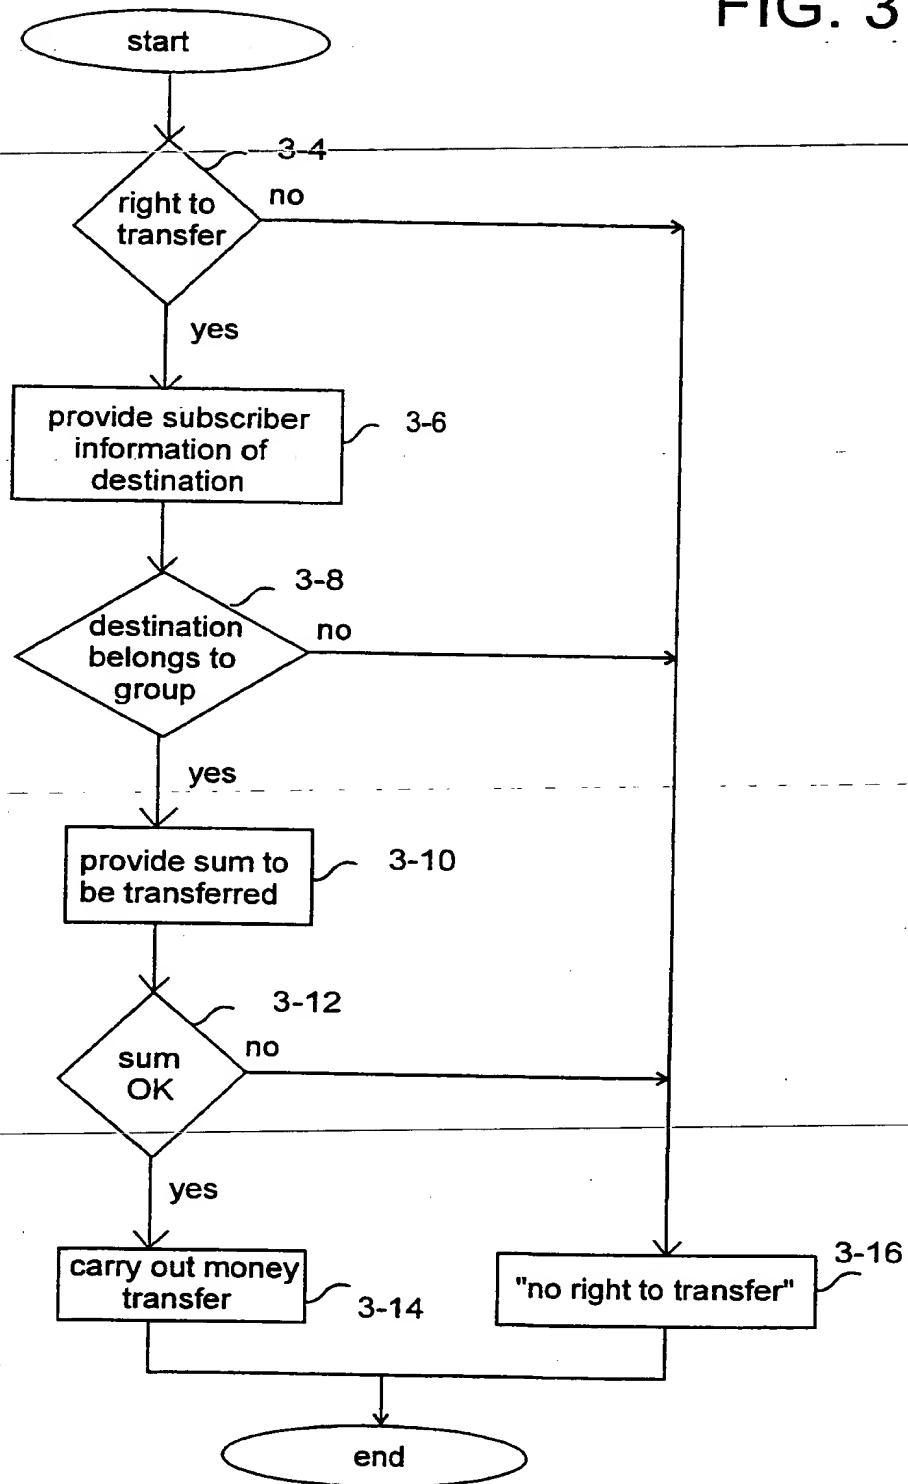 FIG. 3
start
3-4
right to
transfer
no
yes
provide subscriber
information of
destination
3-6
3-8
destination
belongs to
group
no
yes
provide sum to
be transferred
3-10
3-12
sum
OK
no
yes
carry out money
transfer
3-14
"no right to transfer"
3-16
end